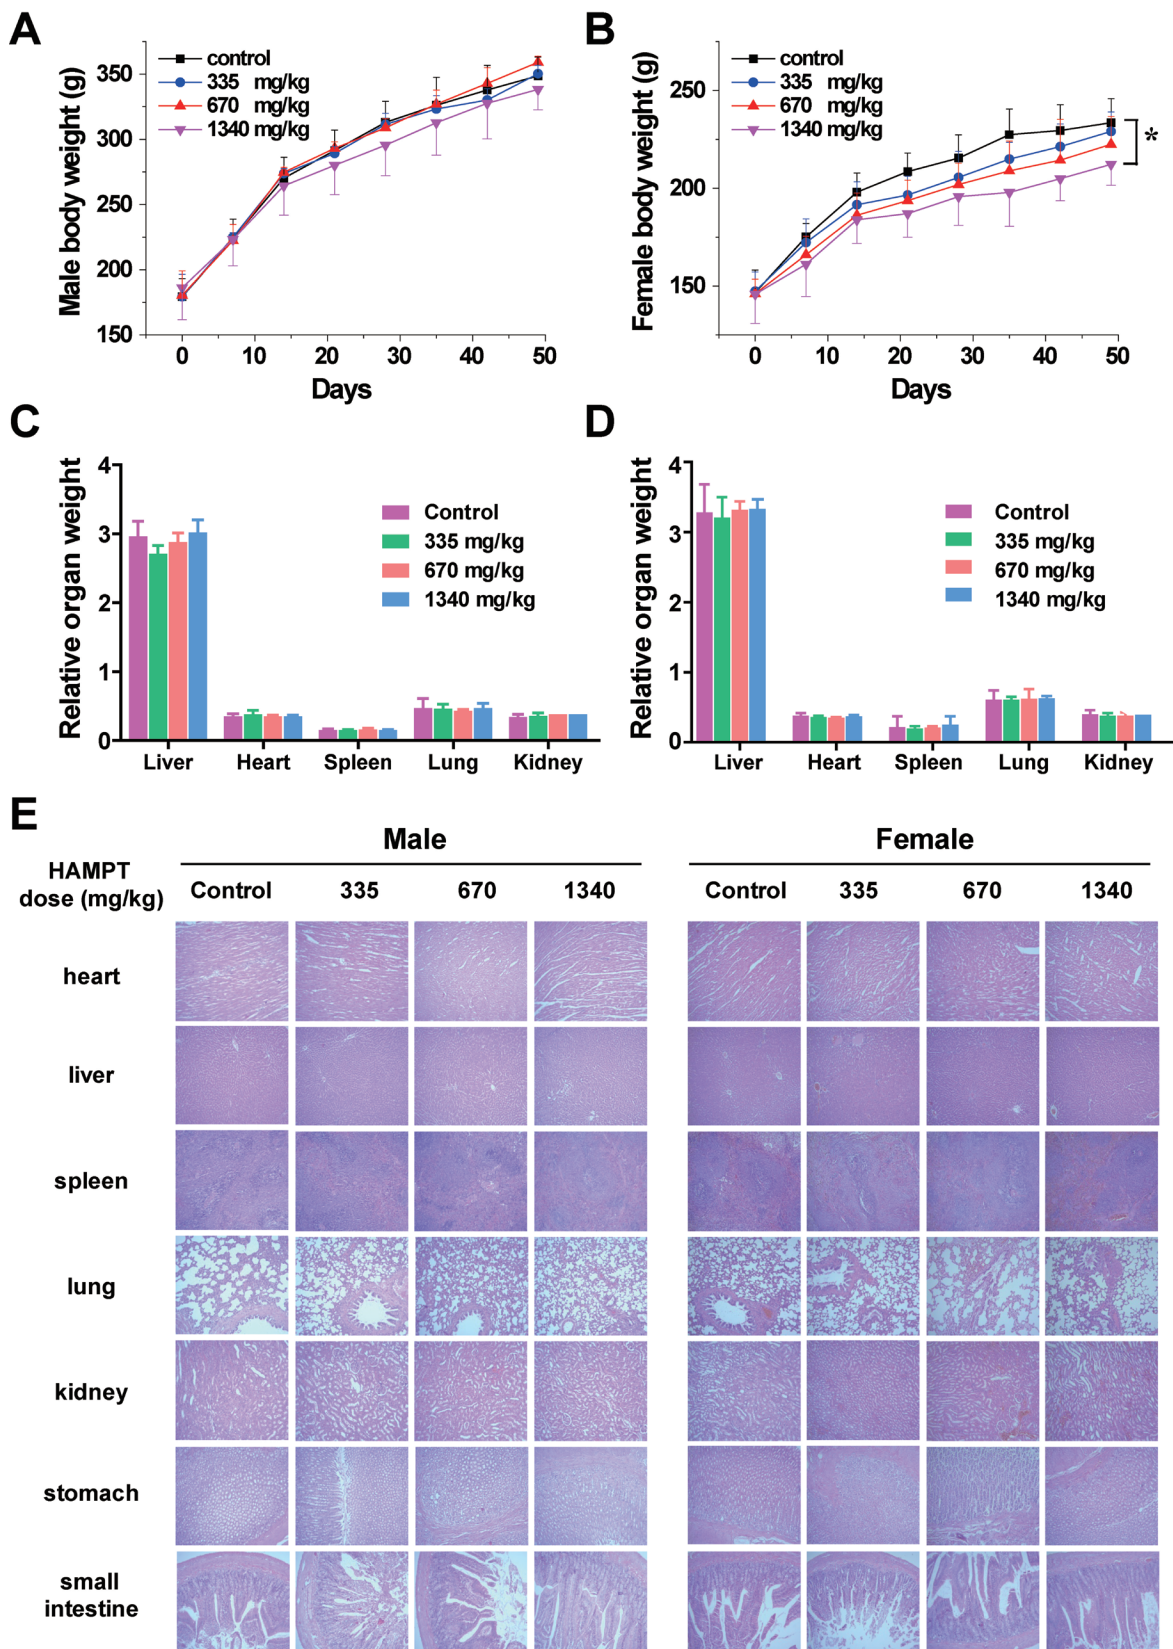 A
Male body weight (g)
350
300
250
200
150
control
335 mg/kg
670 mg/kg
1340 mg/kg
0 10 20 30 40 50
Days
B
Female body weight (g)
250
200
150
control
335 mg/kg
670 mg/kg
1340 mg/kg
*
0 10 20 30 40 50
Days
C
Relative organ weight
4
3
2
1
0
Control
335 mg/kg
670 mg/kg
1340 mg/kg
Liver Heart Spleen Lung Kidney
D
Relative organ weight
4
3
2
1
0
Control
335 mg/kg
670 mg/kg
1340 mg/kg
Liver Heart Spleen Lung Kidney
E
Male Female
HAMPT
dose (mg/kg)
Control 335 670 1340 Control 335 670 1340
heart
liver
spleen
lung
kidney
stomach
small
intestine